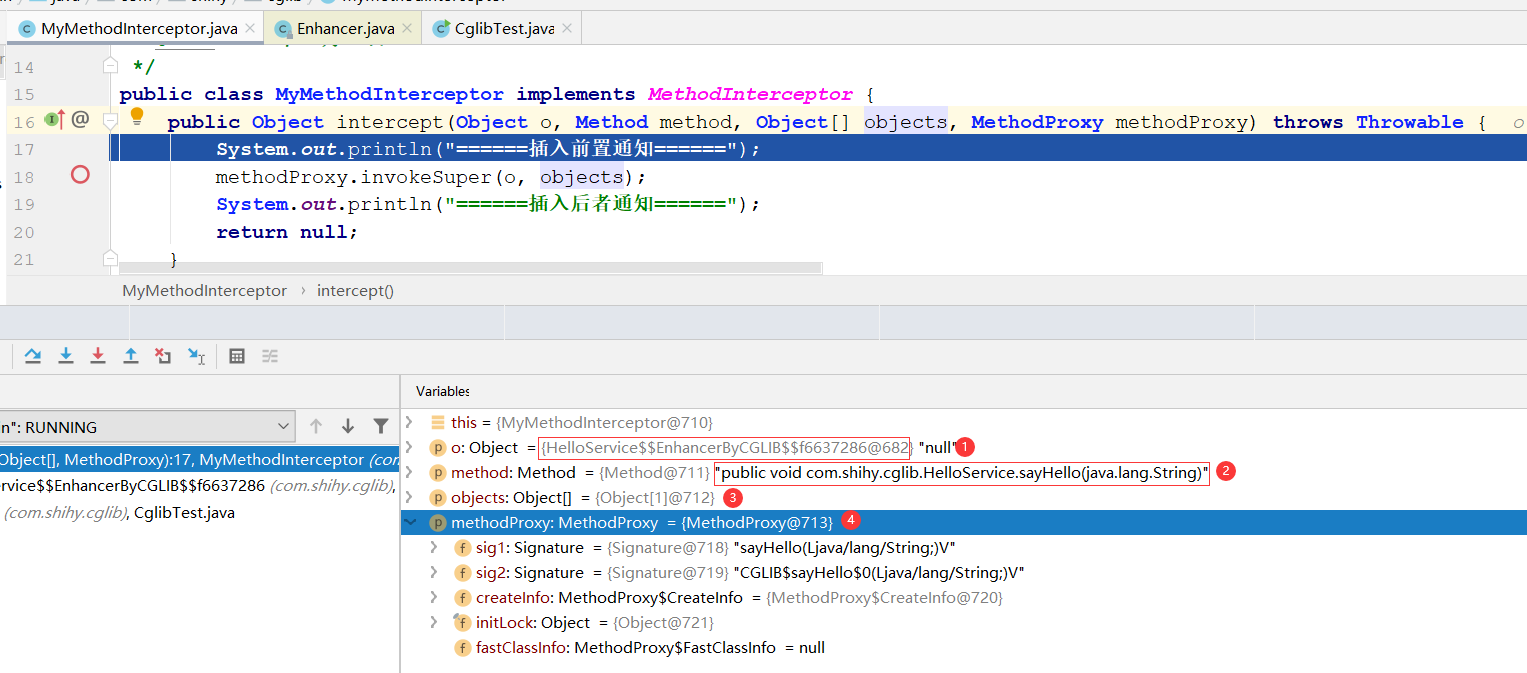 MyMethodInterceptor.java × Enhancer.java × CglibTest.java ×
14 */
15 public class MyMethodInterceptor implements MethodInterceptor {
16 public Object intercept(Object o, Method method, Object[] objects, MethodProxy methodProxy) throws Throwable { o
17 System.out.println("======插入前置通知======");
18 methodProxy.invokeSuper(o, objects);
19 System.out.println("======插入后者通知======");
20 return null;
21 }
MyMethodInterceptor › intercept()
Variables
n": RUNNING
Object[], MethodProxy):17, MyMethodInterceptor (con
rvice$$EnhancerByCGLIB$$f6637286 (com.shihy.cglib),
(com.shihy.cglib), CglibTest.java
this = {MyMethodInterceptor@710}
o: Object = {HelloService$$EnhancerByCGLIB$$f6637286@682} "null" 1
method: Method = {Method@711} "public void com.shihy.cglib.HelloService.sayHello(java.lang.String)" 2
objects: Object[] = {Object[1]@712} 3
methodProxy: MethodProxy = {MethodProxy@713} 4
sig1: Signature = {Signature@718} "sayHello(Ljava/lang/String;)V"
sig2: Signature = {Signature@719} "CGLIB$sayHello$0(Ljava/lang/String;)V"
createInfo: MethodProxy$CreateInfo = {MethodProxy$CreateInfo@720}
initLock: Object = {Object@721}
fastClassInfo: MethodProxy$FastClassInfo = null